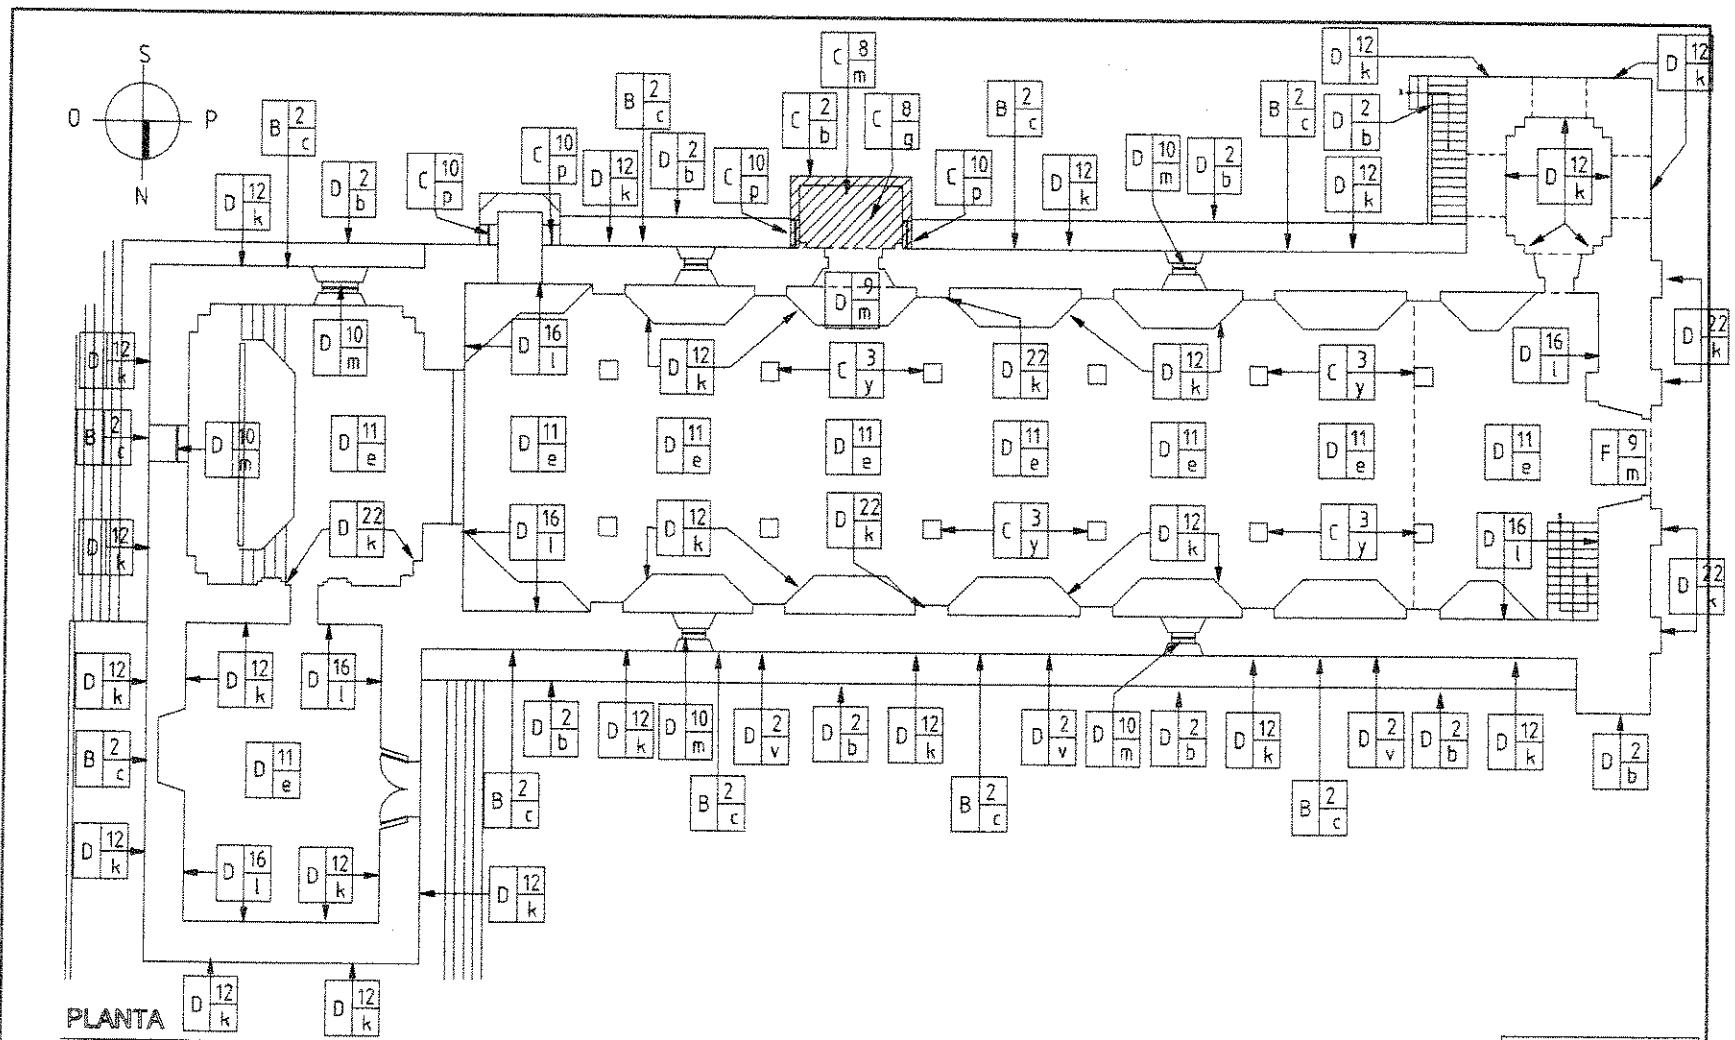 S
O P
N
C 8 m
D 12 k
D 12 k
B 2 c
B 2 c
C 2 b
C 8 g
B 2 c
B 2 c
D 2 b
C 10 p
C 10 p
D 12 k
D 2 b
C 10 p
C 10 p
D 12 k
D 10 m
D 2 b
D 12 k
D 12 k
D 12 k
D 2 b
D 9 m
D 12 k
D 10 m
D 16 l
D 12 k
C 3 y
D 22 k
D 12 k
C 3 y
D 16 l
D 22 k
B 2 c
D 10 m
D 11 e
D 11 e
D 11 e
D 11 e
D 11 e
D 11 e
D 11 e
D 11 e
F 9 m
D 12 k
D 22 k
D 16 l
D 12 k
D 22 k
C 3 y
D 12 k
C 3 y
D 16 l
D 22 k
D 12 k
D 12 k
D 16 l
D 2 b
D 12 k
D 10 m
D 2 v
D 2 b
D 12 k
D 2 v
D 10 m
D 2 b
D 12 k
D 2 v
D 2 b
D 12 k
D 2 b
B 2 c
D 11 e
B 2 c
B 2 c
B 2 c
B 2 c
D 12 k
D 16 l
D 12 k
D 12 k
D 12 k
D 12 k
PLANTA